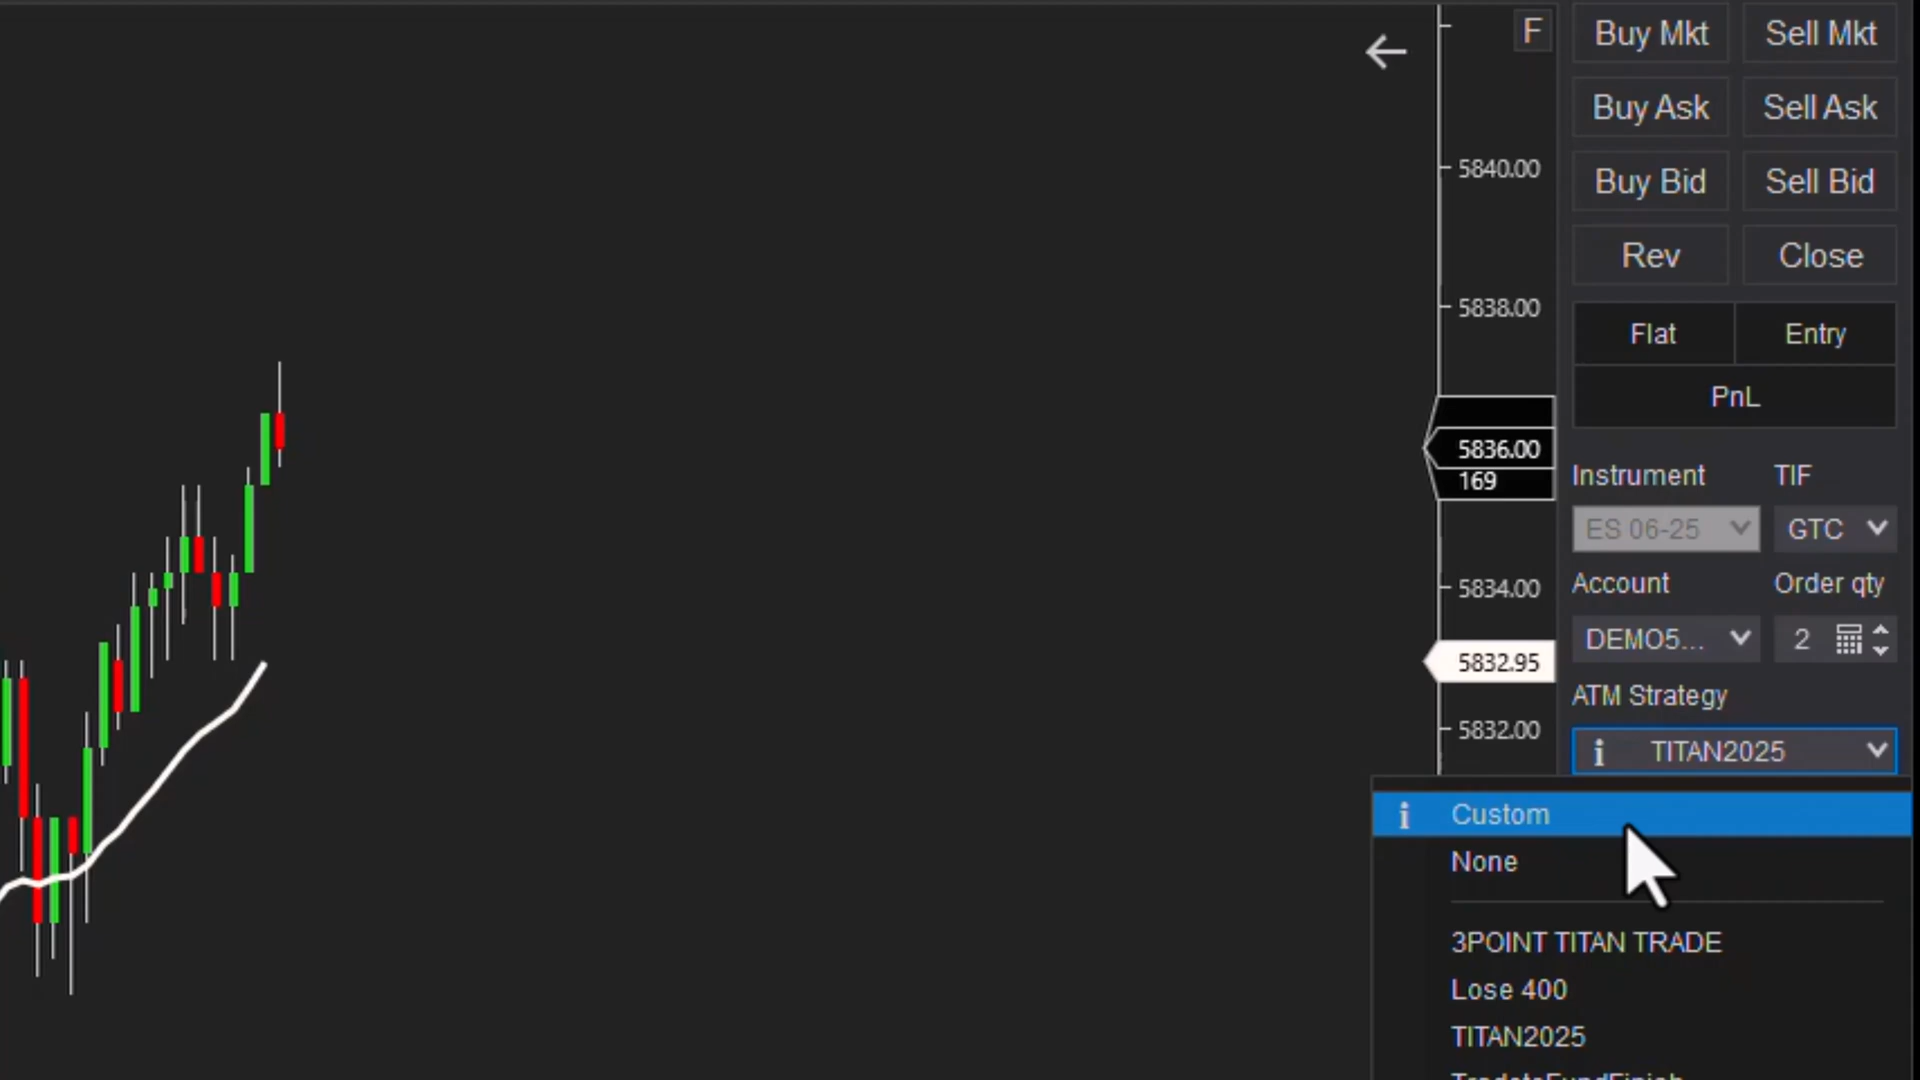 F
Buy Mkt
Sell Mkt
Buy Ask
Sell Ask
5840.00
Buy Bid
Sell Bid
Rev
Close
5838.00
Flat
Entry
PnL
5836.00
169
Instrument
TIF
ES 06-25
GTC
5834.00
Account
Order qty
DEMO5...
2
5832.95
ATM Strategy
5832.00
i TITAN2025
i Custom
None
3POINT TITAN TRADE
Lose 400
TITAN2025